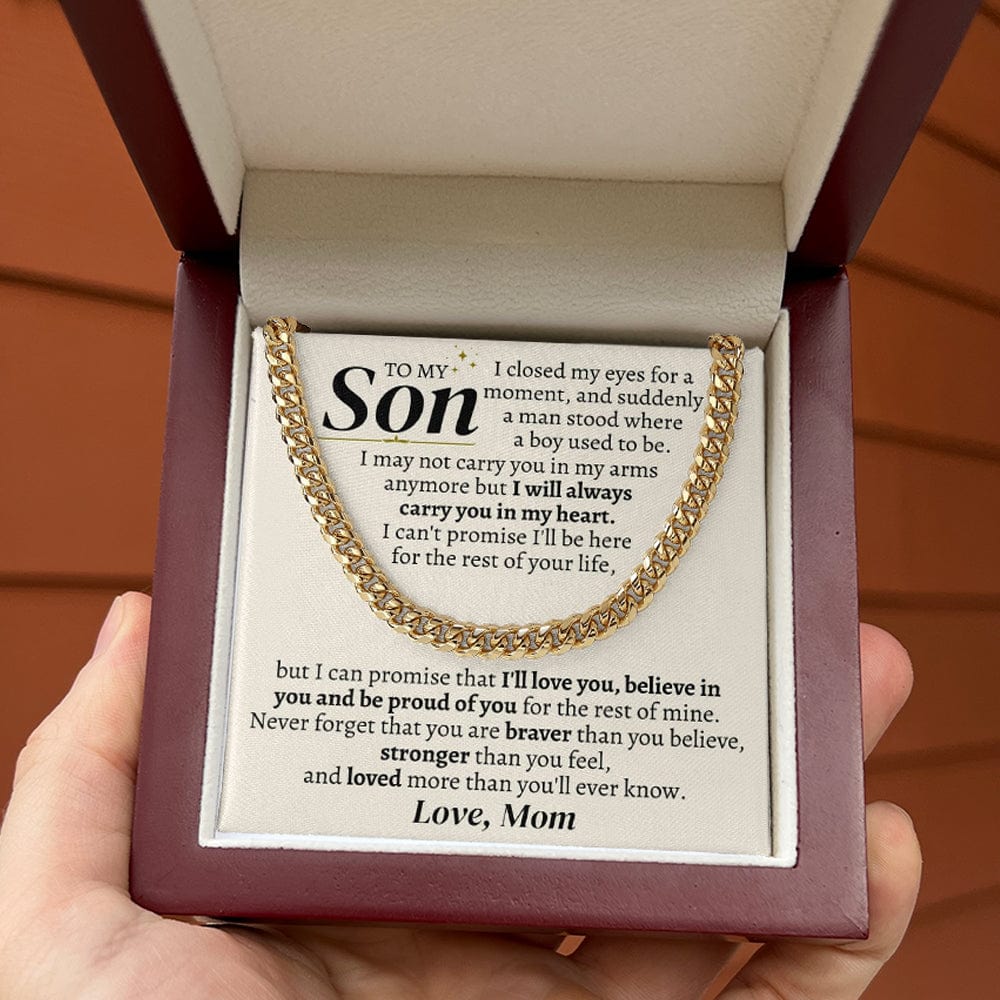 TO MY
Son
I closed my eyes for a
moment, and suddenly
a man stood where
a boy used to be.
I may not carry you in my arms
anymore but I will always
carry you in my heart.
I can't promise I'll be here
for the rest of your life,
but I can promise that I'll love you, believe in
you and be proud of you for the rest of mine.
Never forget that you are braver than you believe,
stronger than you feel,
and loved more than you'll ever know.
Love, Mom